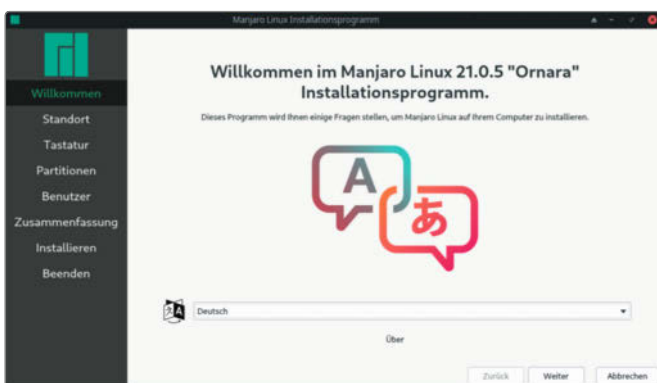 Manjaro Linux Installationsprogramm
Willkommen
Standort
Tastatur
Partitionen
Benutzer
Zusammenfassung
Installieren
Beenden
Willkommen im Manjaro Linux 21.0.5 "Ornara"
Installationsprogramm.
Dieses Programm wird Ihnen einige Fragen stellen, um Manjaro Linux auf Ihrem Computer zu installieren.
A
あ
文A
Deutsch
Über
Zurück Weiter Abbrechen